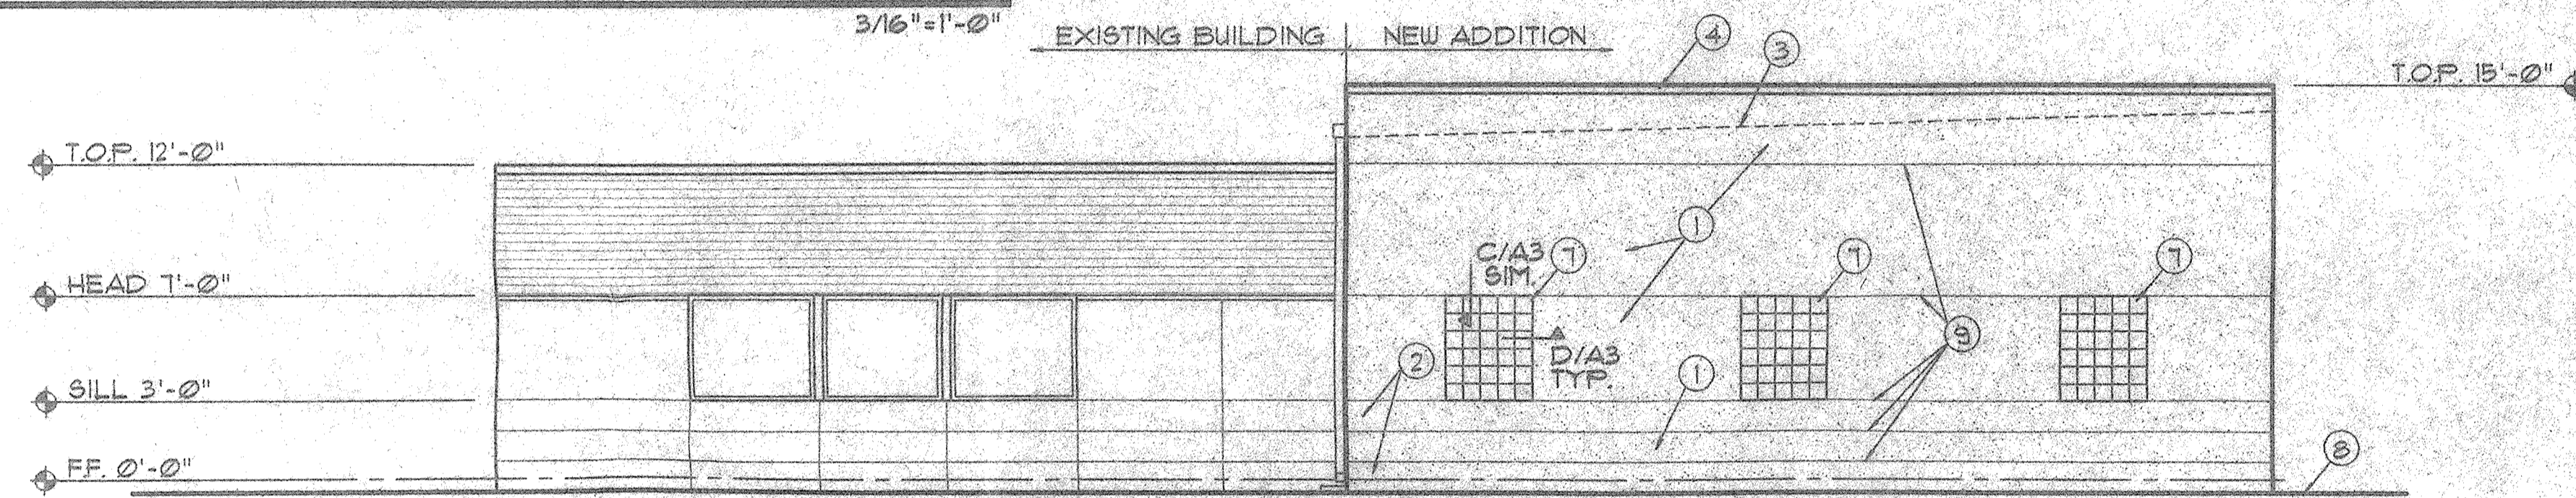 3/16"=1'-0"
EXISTING BUILDING
NEW ADDITION
4
3
T.O.P. 15'-0"
T.O.P. 12'-0"
1
C/A3
SIM.
7
7
7
HEAD 7'-0"
9
D/A3
TYP.
2
1
SILL 3'-0"
8
F.F. 0'-0"